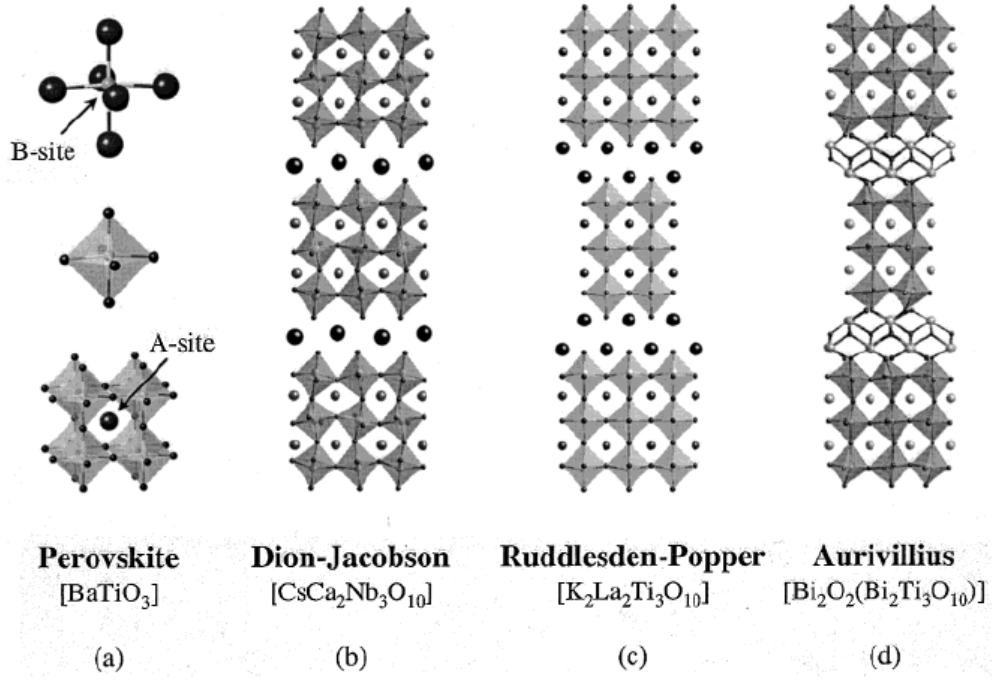 B-site
A-site
Perovskite
[BaTiO₃]
(a)
Dion-Jacobson
[CsCa₂Nb₃O₁₀]
(b)
Ruddlesden-Popper
[K₂La₂Ti₃O₁₀]
(c)
Aurivillius
[Bi₂O₂(Bi₂Ti₃O₁₀)]
(d)